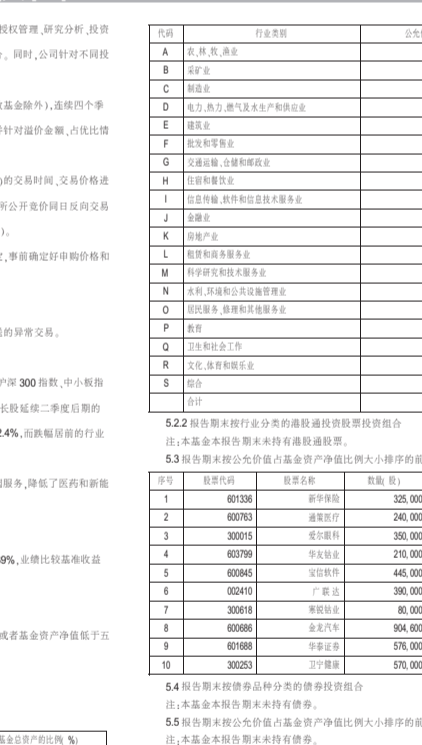 授权管理,研究分析,投资
。同时,公司针对不同投
基金除外),连续四个季
针对溢价金额、占优比情
)的交易时间、交易价格进
所公开竞价同日反向交易
)。
,事前确定好申购价格和
的异常交易。
沪深 300 指数、中小板指
长股延续二季度后期的
2.4%,而跌幅居前的行业
服务,降低了医药和新能
9%,业绩比较基准收益
或者基金资产净值低于五
基金总资产的比例( %)
代码 行业类别 公允
A 农、林、牧、渔业
B 采矿业
C 制造业
D 电力、热力、燃气及水生产和供应业
E 建筑业
F 批发和零售业
G 交通运输、仓储和邮政业
H 住宿和餐饮业
I 信息传输、软件和信息技术服务业
J 金融业
K 房地产业
L 租赁和商务服务业
M 科学研究和技术服务业
N 水利、环境和公共设施管理业
O 居民服务、修理和其他服务业
P 教育
Q 卫生和社会工作
R 文化、体育和娱乐业
S 综合
合计
5.2.2 报告期末按行业分类的港股通投资股票投资组合
注:本基金本报告期末未持有港股通股票。
5.3 报告期末按公允价值占基金资产净值比例大小排序的前
序号 股票代码 股票名称 数量( 股)
1 601336 新华保险 325, 000
2 600763 通策医疗 240, 000
3 300015 爱尔眼科 350, 000
4 603799 华友钴业 210, 000
5 600845 宝信软件 445, 000
6 002410 广 联 达 390, 000
7 300618 寒锐钴业 80, 000
8 600686 金龙汽车 904, 600
9 601688 华泰证券 576, 000
10 300253 卫宁健康 570, 000
5.4 报告期末按债券品种分类的债券投资组合
注:本基金本报告期末未持有债券。
5.5 报告期末按公允价值占基金资产净值比例大小排序的前
注:本基金本报告期末未持有债券。